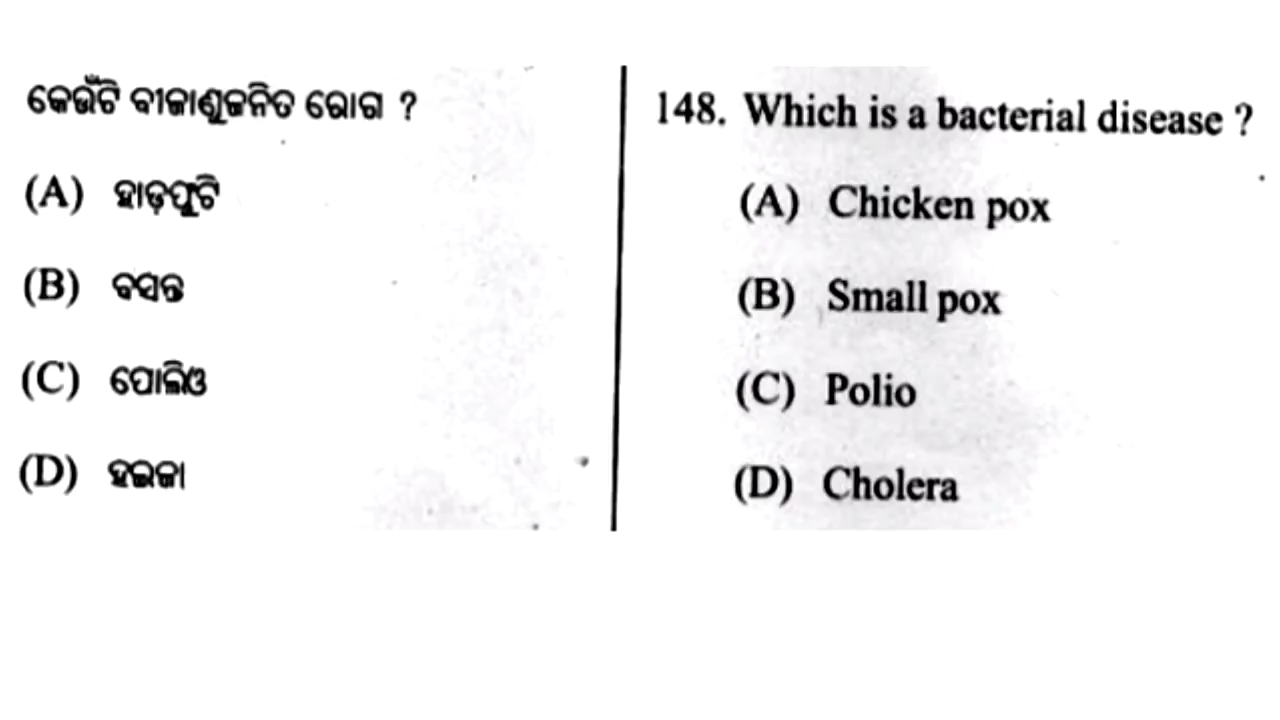 କେଉଁଟି ବୀଜାଣୁଜନିତ ରୋଗ ?
(A) ହାଡ଼ଫୁଟି
(B) ବସନ୍ତ
(C) ପୋଲିଓ
(D) ହଇଜା
148. Which is a bacterial disease ?
(A) Chicken pox
(B) Small pox
(C) Polio
(D) Cholera